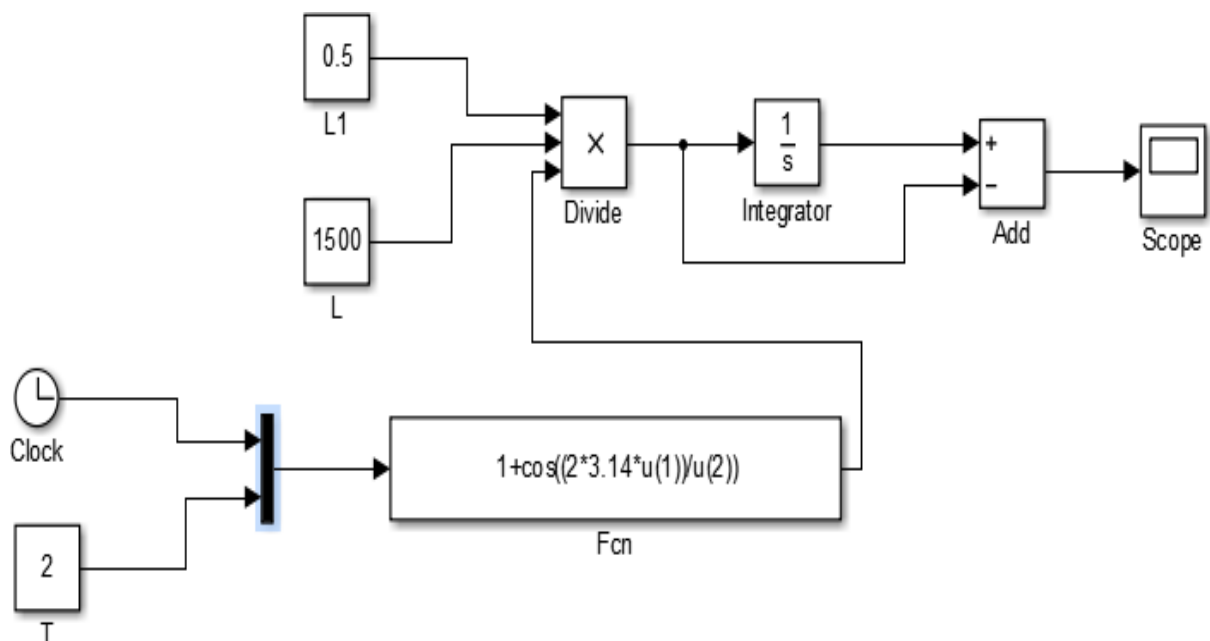 0.5
L1
1500
L
×
Divide
1
s
Integrator
+
−
Add
Scope
Clock
2
T
1+cos((2*3.14*u(1))/u(2))
Fcn